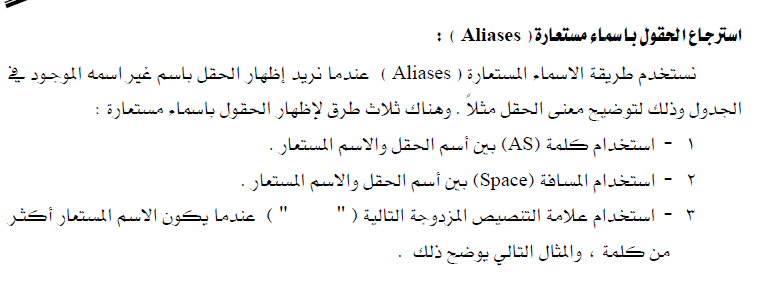 استرجاع الحقول باسماء مستعارة ( Aliases ) :
نستخدم طريقة الاسماء المستعارة ( Aliases ) عندما نريد إظهار الحقل باسم غير اسمه الموجود في
الجدول وذلك لتوضيح معنى الحقل مثلاً . وهناك ثلاث طرق لإظهار الحقول باسماء مستعارة :
١ - استخدام كلمة (AS) بين أسم الحقل والاسم المستعار .
٢ - استخدام المسافة (Space) بين أسم الحقل والاسم المستعار .
٣ - استخدام علامة التنصيص المزدوجة التالية ( " " ) عندما يكون الاسم المستعار أكثر
من كلمة ، والمثال التالي يوضح ذلك .